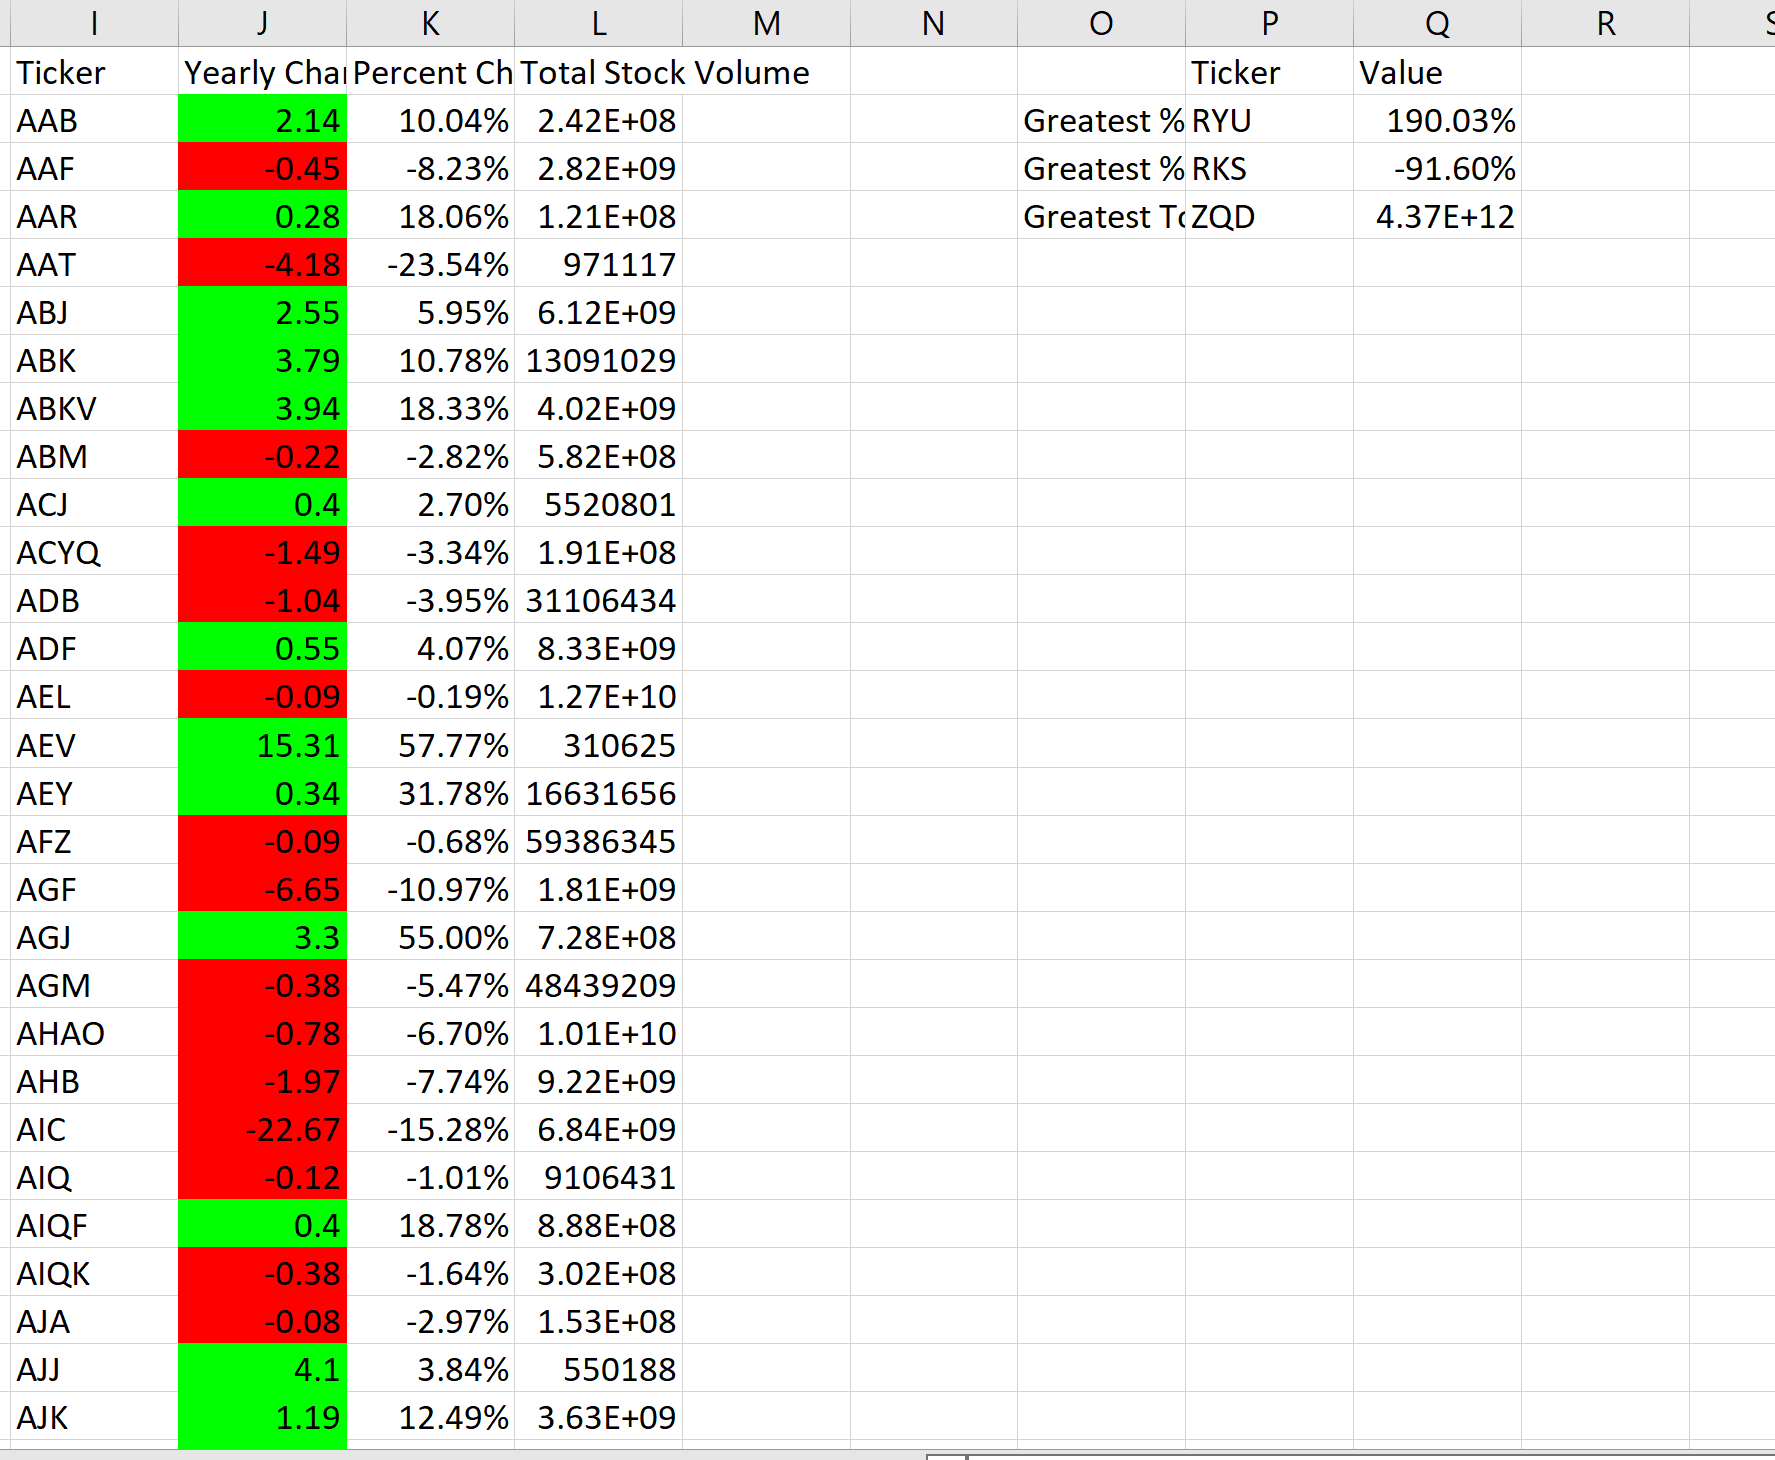 I J K L M N O P Q R
Ticker Yearly Cha Percent Ch Total Stock Volume Ticker Value
AAB 2.14 10.04% 2.42E+08 Greatest % RYU 190.03%
AAF -0.45 -8.23% 2.82E+09 Greatest % RKS -91.60%
AAR 0.28 18.06% 1.21E+08 Greatest To ZQD 4.37E+12
AAT -4.18 -23.54% 971117
ABJ 2.55 5.95% 6.12E+09
ABK 3.79 10.78% 13091029
ABKV 3.94 18.33% 4.02E+09
ABM -0.22 -2.82% 5.82E+08
ACJ 0.4 2.70% 5520801
ACYQ -1.49 -3.34% 1.91E+08
ADB -1.04 -3.95% 31106434
ADF 0.55 4.07% 8.33E+09
AEL -0.09 -0.19% 1.27E+10
AEV 15.31 57.77% 310625
AEY 0.34 31.78% 16631656
AFZ -0.09 -0.68% 59386345
AGF -6.65 -10.97% 1.81E+09
AGJ 3.3 55.00% 7.28E+08
AGM -0.38 -5.47% 48439209
AHAO -0.78 -6.70% 1.01E+10
AHB -1.97 -7.74% 9.22E+09
AIC -22.67 -15.28% 6.84E+09
AIQ -0.12 -1.01% 9106431
AIQF 0.4 18.78% 8.88E+08
AIQK -0.38 -1.64% 3.02E+08
AJA -0.08 -2.97% 1.53E+08
AJJ 4.1 3.84% 550188
AJK 1.19 12.49% 3.63E+09